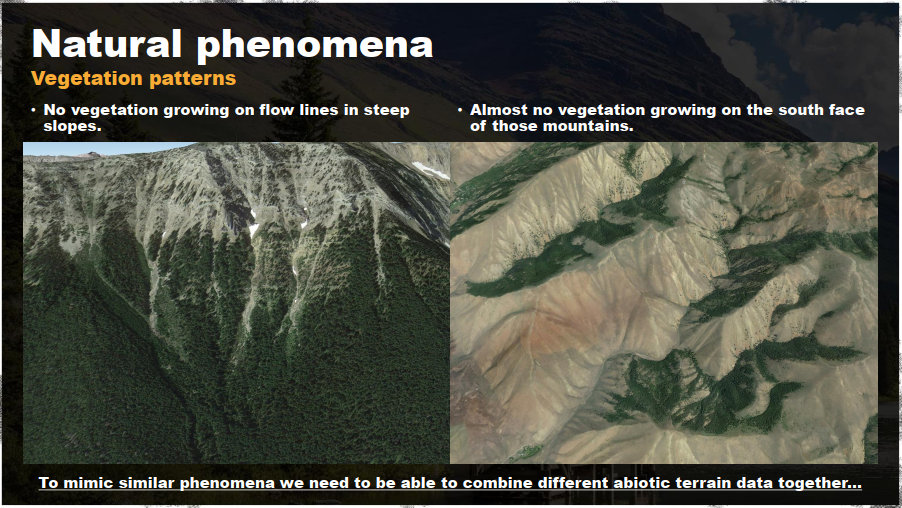 Natural phenomena
Vegetation patterns
• No vegetation growing on flow lines in steep
slopes.
• Almost no vegetation growing on the south face
of those mountains.
To mimic similar phenomena we need to be able to combine different abiotic terrain data together...